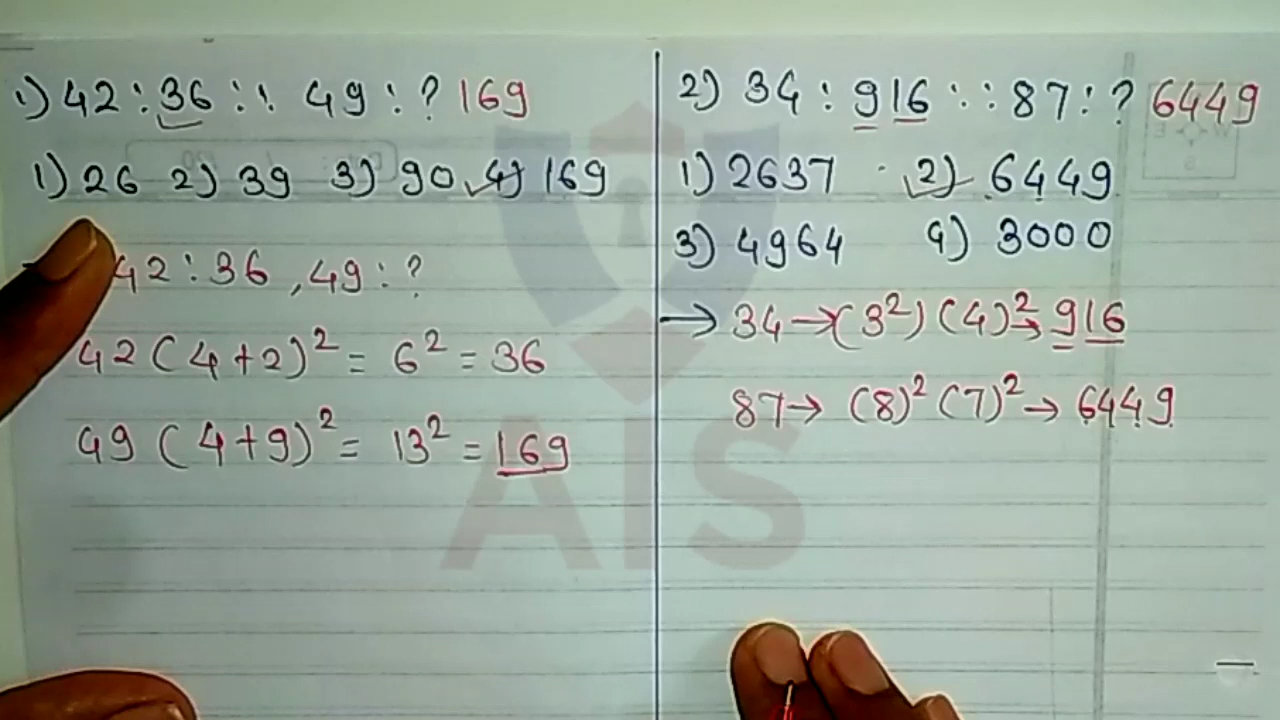 1) 42 : 36 :: 49 : ? 169
1) 26 2) 39 3) 90 4) 169
42 : 36 , 49 : ?
42 (4+2)² = 6² = 36
49 (4+9)² = 13² = 169
2) 34 : 916 :: 87 : ? 6449
1) 2637 2) 6449
3) 4964 4) 3000
→ 34 → (3²) (4)² → 916
87 → (8)² (7)² → 6449
AIS